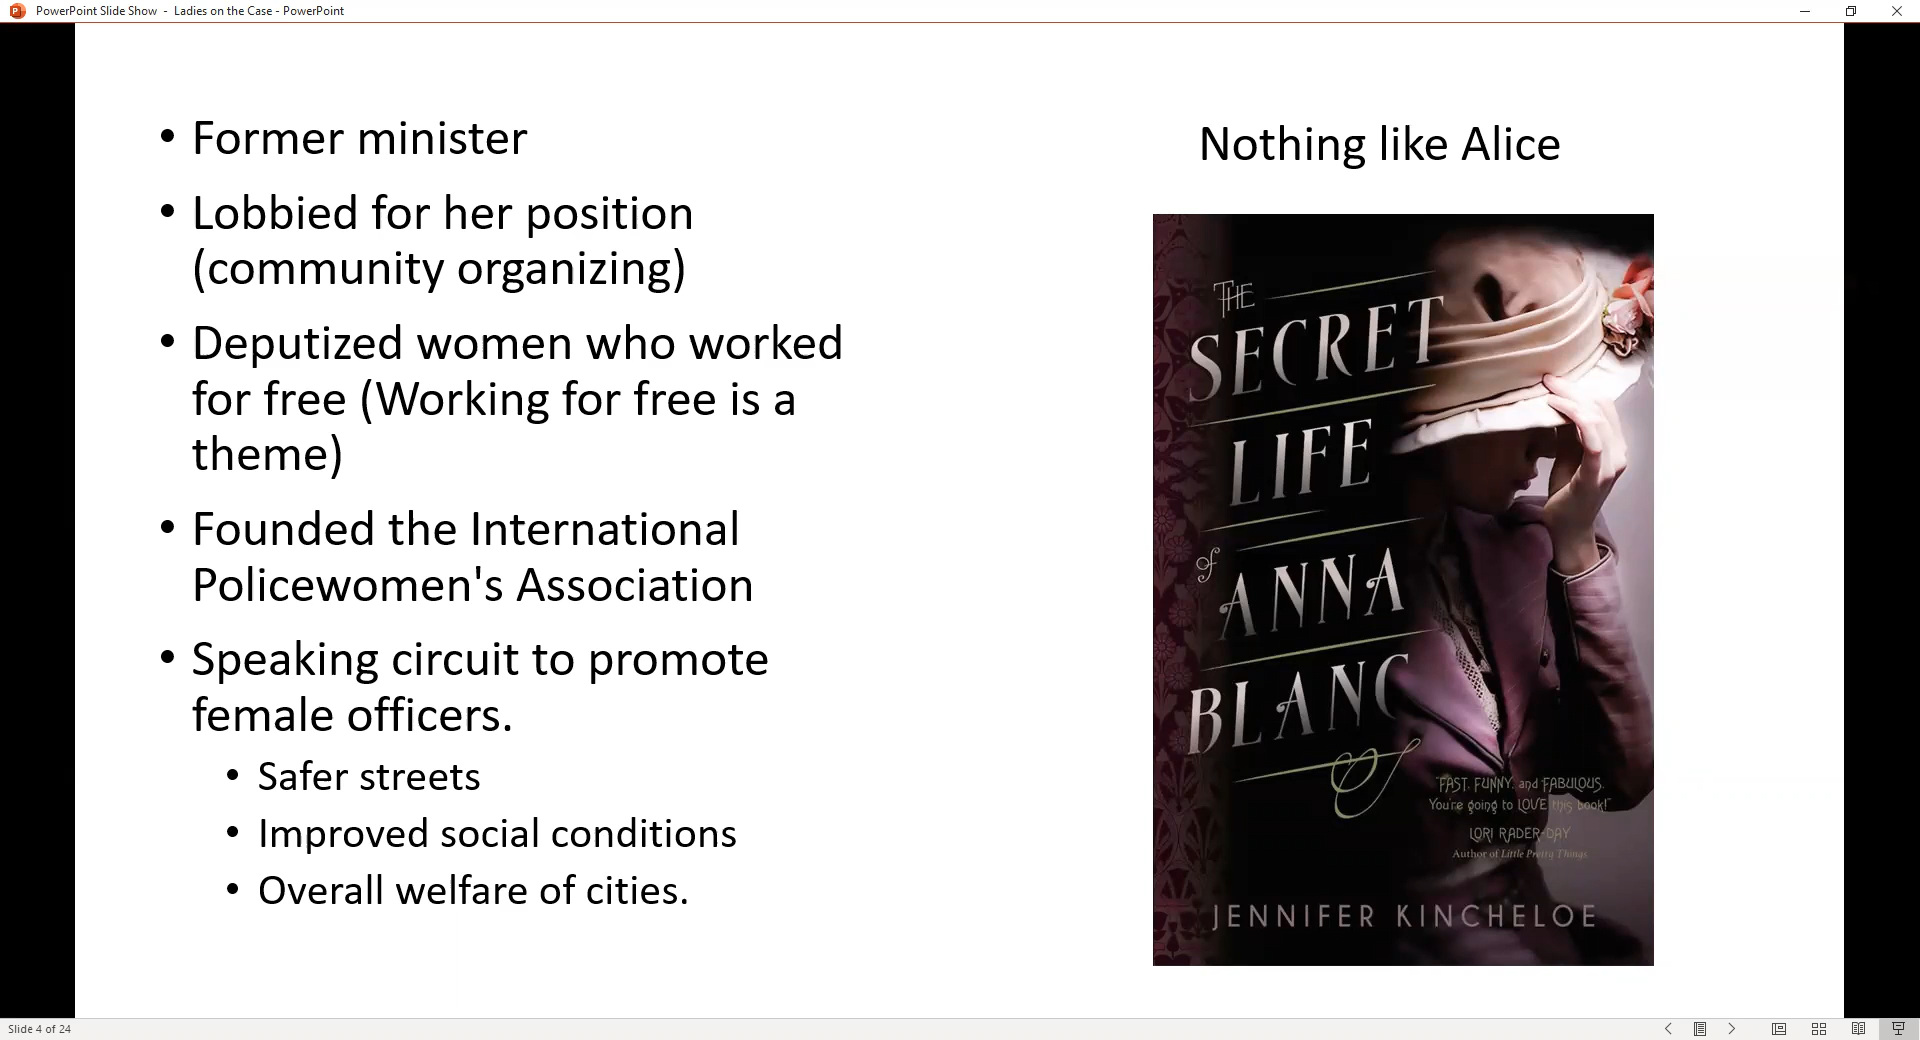 PowerPoint Slide Show - Ladies on the Case - PowerPoint
• Former minister
• Lobbied for her position
(community organizing)
• Deputized women who worked
for free (Working for free is a
theme)
• Founded the International
Policewomen's Association
• Speaking circuit to promote
female officers.
• Safer streets
• Improved social conditions
• Overall welfare of cities.
Nothing like Alice
THE
SECRET
LIFE
of
ANNA
BLANC
"FAST, FUNNY, and FABULOUS.
You're going to LOVE this book!"
LORI RADER-DAY
Author of Little Pretty Things
JENNIFER KINCHELOE
Slide 4 of 24